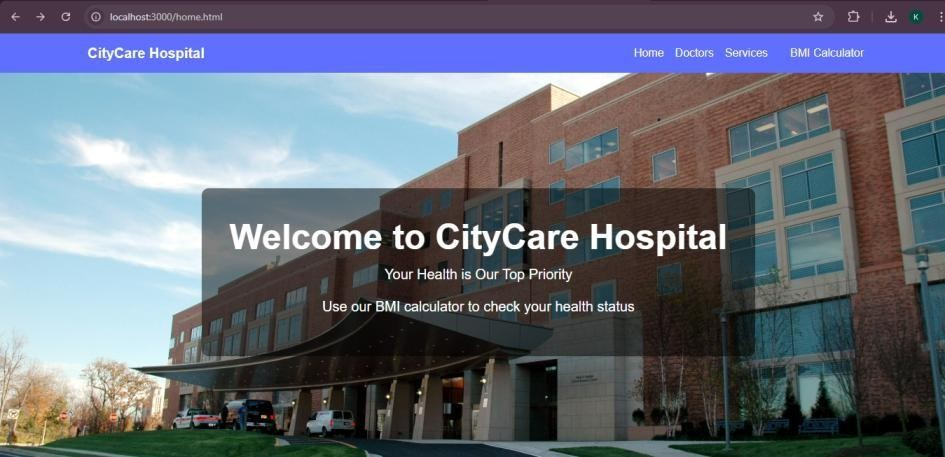 localhost:3000/home.html
K
CityCare Hospital
Home Doctors Services BMI Calculator
Welcome to CityCare Hospital
Your Health is Our Top Priority
Use our BMI calculator to check your health status